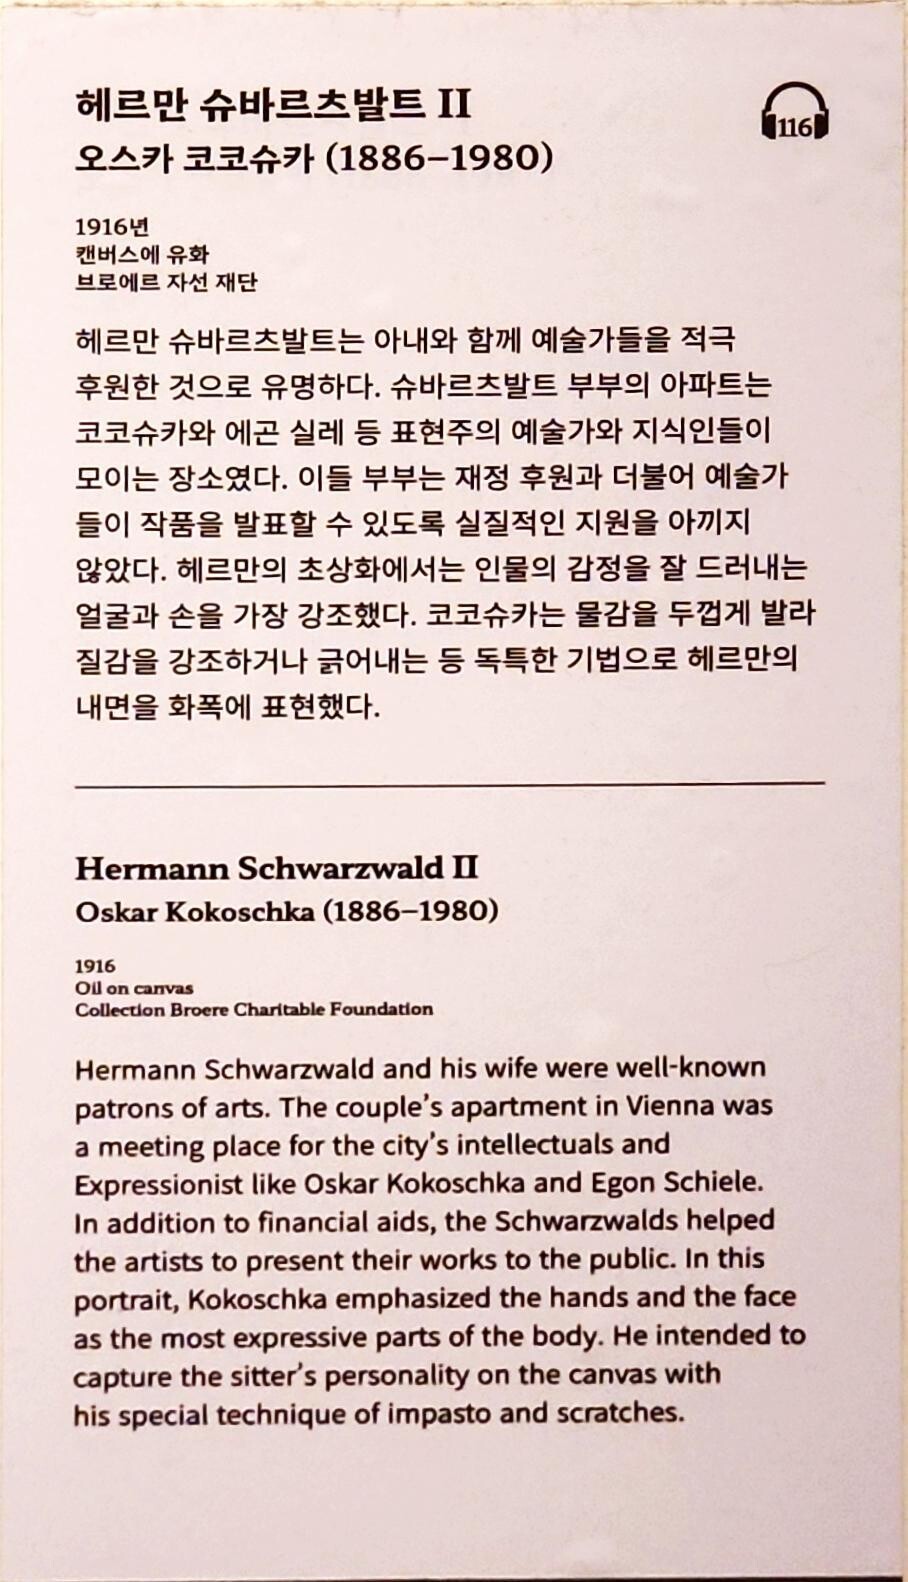 헤르만 슈바르츠발트 II
116
오스카 코코슈카 (1886–1980)
1916년
캔버스에 유화
브로에르 자선 재단
헤르만 슈바르츠발트는 아내와 함께 예술가들을 적극
후원한 것으로 유명하다. 슈바르츠발트 부부의 아파트는
코코슈카와 에곤 실레 등 표현주의 예술가와 지식인들이
모이는 장소였다. 이들 부부는 재정 후원과 더불어 예술가
들이 작품을 발표할 수 있도록 실질적인 지원을 아끼지
않았다. 헤르만의 초상화에서는 인물의 감정을 잘 드러내는
얼굴과 손을 가장 강조했다. 코코슈카는 물감을 두껍게 발라
질감을 강조하거나 긁어내는 등 독특한 기법으로 헤르만의
내면을 화폭에 표현했다.
Hermann Schwarzwald II
Oskar Kokoschka (1886–1980)
1916
Oil on canvas
Collection Broere Charitable Foundation
Hermann Schwarzwald and his wife were well-known
patrons of arts. The couple's apartment in Vienna was
a meeting place for the city's intellectuals and
Expressionist like Oskar Kokoschka and Egon Schiele.
In addition to financial aids, the Schwarzwalds helped
the artists to present their works to the public. In this
portrait, Kokoschka emphasized the hands and the face
as the most expressive parts of the body. He intended to
capture the sitter's personality on the canvas with
his special technique of impasto and scratches.